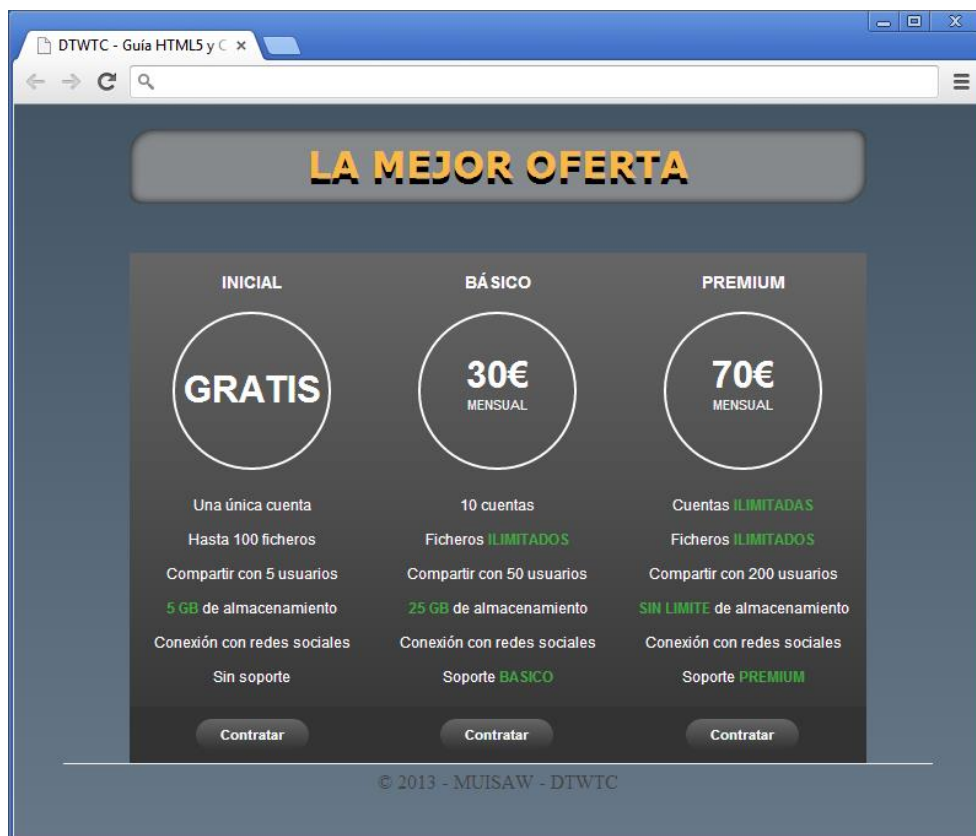 DTWTC - Guía HTML5 y C
LA MEJOR OFERTA
INICIAL
BÁSICO
PREMIUM
GRATIS
30€
MENSUAL
70€
MENSUAL
Una única cuenta
10 cuentas
Cuentas ILIMITADAS
Hasta 100 ficheros
Ficheros ILIMITADOS
Ficheros ILIMITADOS
Compartir con 5 usuarios
Compartir con 50 usuarios
Compartir con 200 usuarios
5 GB de almacenamiento
25 GB de almacenamiento
SIN LIMITE de almacenamiento
Conexión con redes sociales
Conexión con redes sociales
Conexión con redes sociales
Sin soporte
Soporte BASICO
Soporte PREMIUM
Contratar
Contratar
Contratar
© 2013 - MUISAW - DTWTC